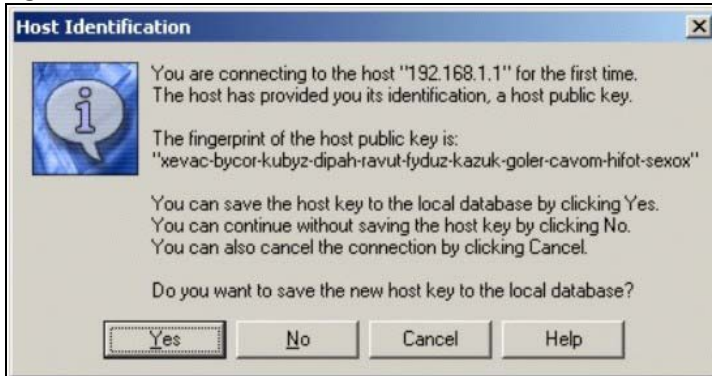 Host Identification
You are connecting to the host "192.168.1.1" for the first time.
The host has provided you its identification, a host public key.
The fingerprint of the host public key is:
"xevac-bycor-kubyz-dipah-ravut-fyduz-kazuk-goler-cavom-hifot-sexox"
You can save the host key to the local database by clicking Yes.
You can continue without saving the host key by clicking No.
You can also cancel the connection by clicking Cancel.
Do you want to save the new host key to the local database?
Yes No Cancel Help